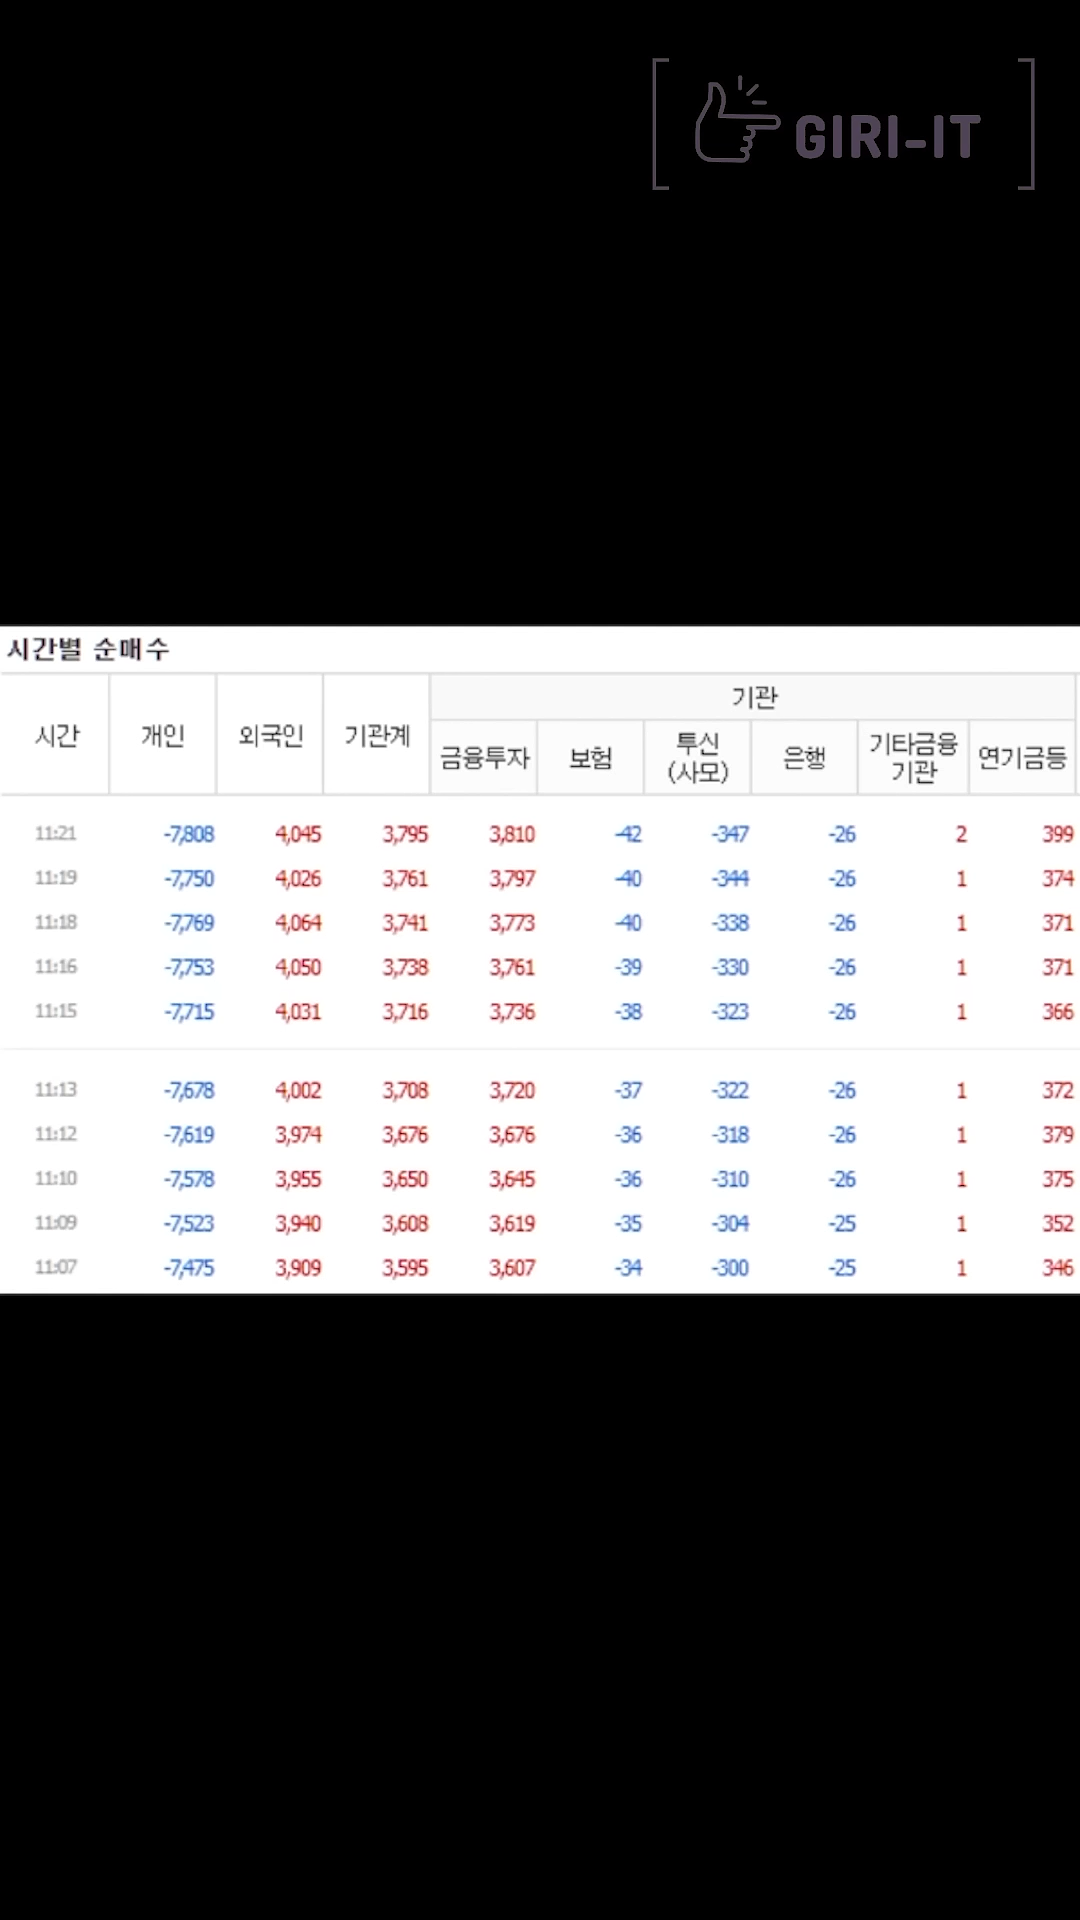 GIRI-IT
시간별 순매수
시간 개인 외국인 기관계 기관
금융투자 보험 투신(사모) 은행 기타금융기관 연기금등
11:21 -7,808 4,045 3,795 3,810 -42 -347 -26 2 399
11:19 -7,750 4,026 3,761 3,797 -40 -344 -26 1 374
11:18 -7,769 4,064 3,741 3,773 -40 -338 -26 1 371
11:16 -7,753 4,050 3,738 3,761 -39 -330 -26 1 371
11:15 -7,715 4,031 3,716 3,736 -38 -323 -26 1 366
11:13 -7,678 4,002 3,708 3,720 -37 -322 -26 1 372
11:12 -7,619 3,974 3,676 3,676 -36 -318 -26 1 379
11:10 -7,578 3,955 3,650 3,645 -36 -310 -26 1 375
11:09 -7,523 3,940 3,608 3,619 -35 -304 -25 1 352
11:07 -7,475 3,909 3,595 3,607 -34 -300 -25 1 346